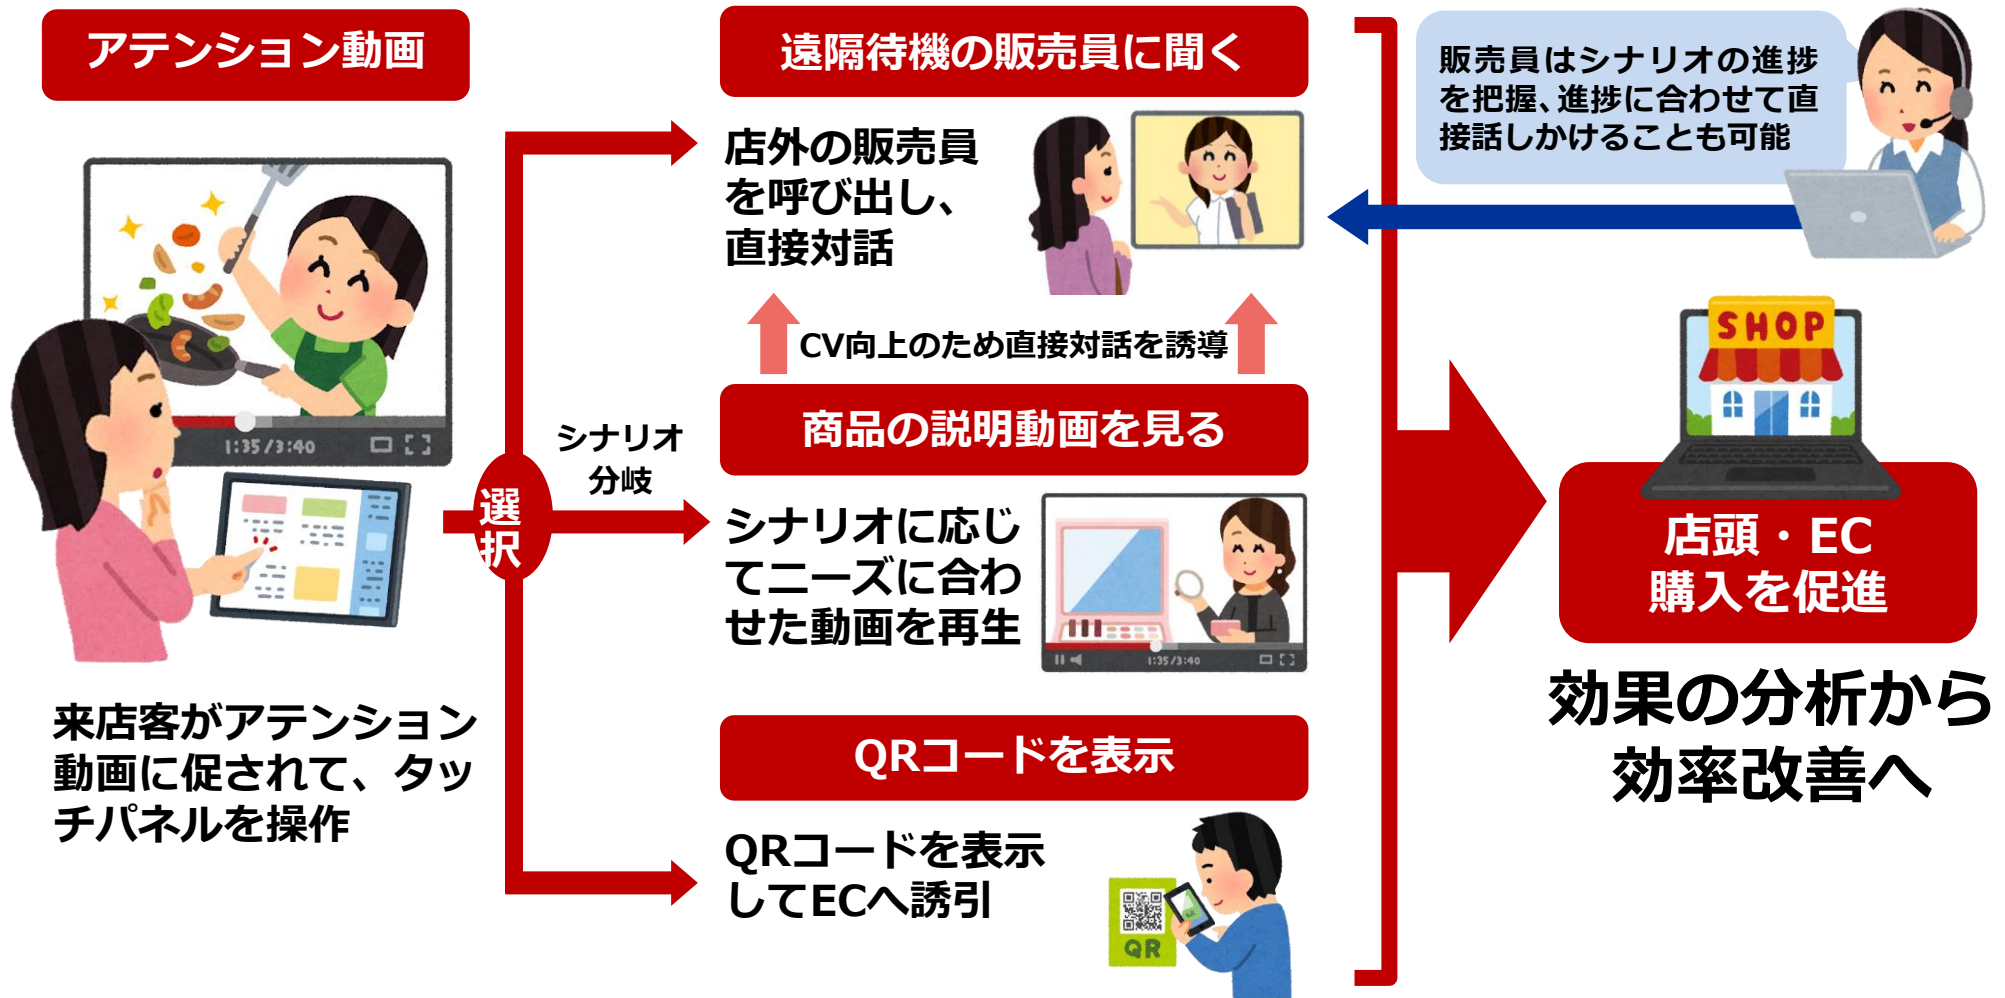 アテンション動画
1:35/3:40
来店客がアテンション
動画に促されて、タッ
チパネルを操作
選
択
シナリオ
分岐
遠隔待機の販売員に聞く
店外の販売員
を呼び出し、
直接対話
CV向上のため直接対話を誘導
商品の説明動画を見る
シナリオに応じ
てニーズに合わ
せた動画を再生
1:35/3:40
QRコードを表示
QRコードを表示
してECへ誘引
QR
販売員はシナリオの進捗
を把握、進捗に合わせて直
接話しかけることも可能
SHOP
店頭・EC
購入を促進
効果の分析から
効率改善へ